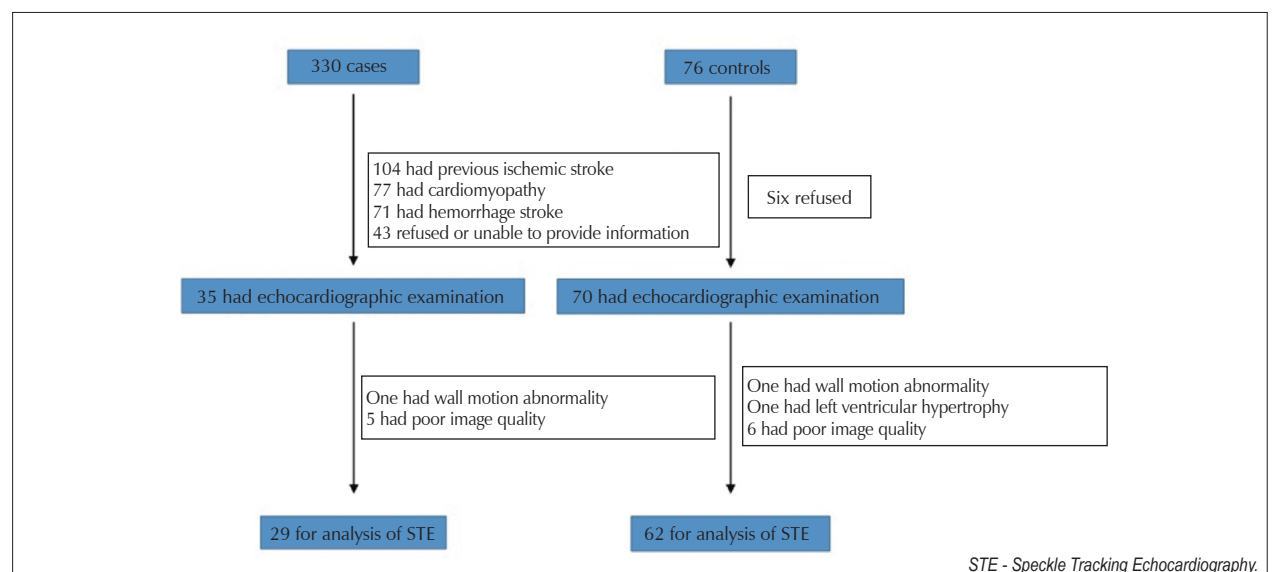 330 cases
76 controls
104 had previous ischemic stroke
77 had cardiomyopathy
71 had hemorrhage stroke
43 refused or unable to provide information
Six refused
35 had echocardiographic examination
70 had echocardiographic examination
One had wall motion abnormality
5 had poor image quality
One had wall motion abnormality
One had left ventricular hypertrophy
6 had poor image quality
29 for analysis of STE
62 for analysis of STE
STE - Speckle Tracking Echocardiography.